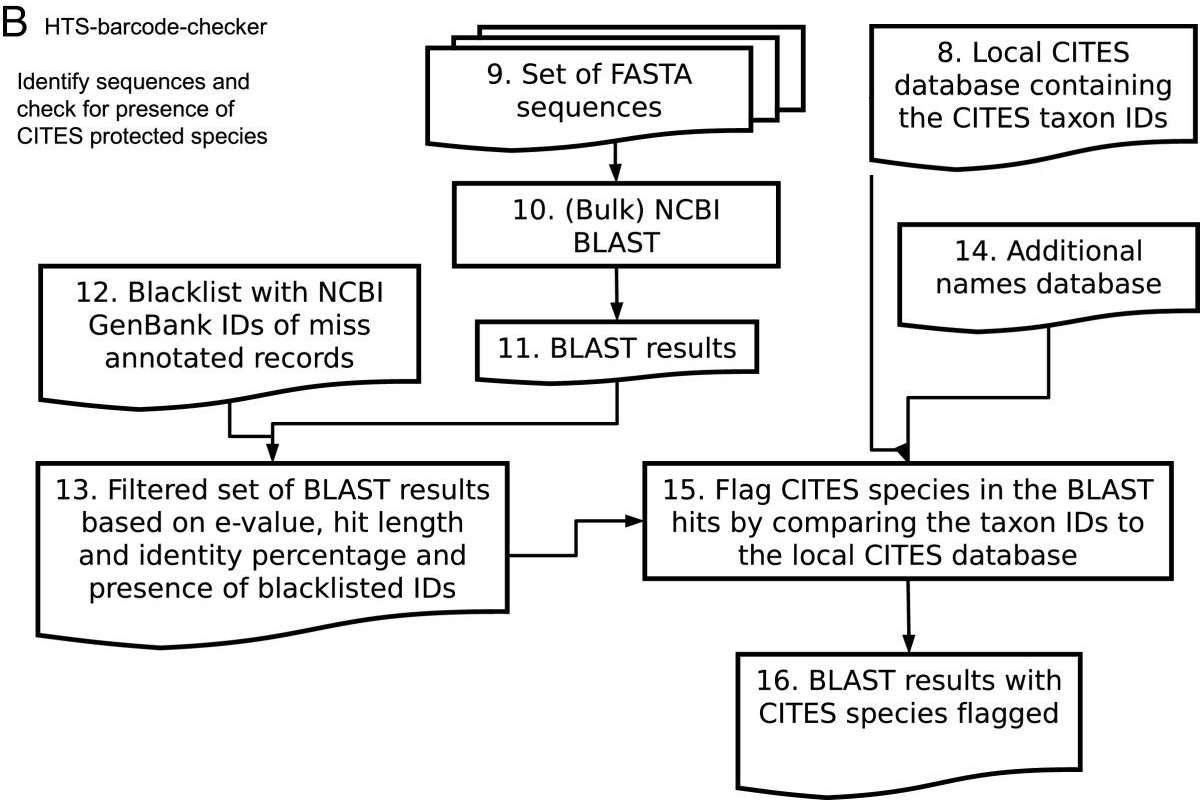 B HTS-barcode-checker
Identify sequences and
check for presence of
CITES protected species
9. Set of FASTA
sequences
8. Local CITES
database containing
the CITES taxon IDs
10. (Bulk) NCBI
BLAST
14. Additional
names database
12. Blacklist with NCBI
GenBank IDs of miss
annotated records
11. BLAST results
13. Filtered set of BLAST results
based on e-value, hit length
and identity percentage and
presence of blacklisted IDs
15. Flag CITES species in the BLAST
hits by comparing the taxon IDs to
the local CITES database
16. BLAST results with
CITES species flagged